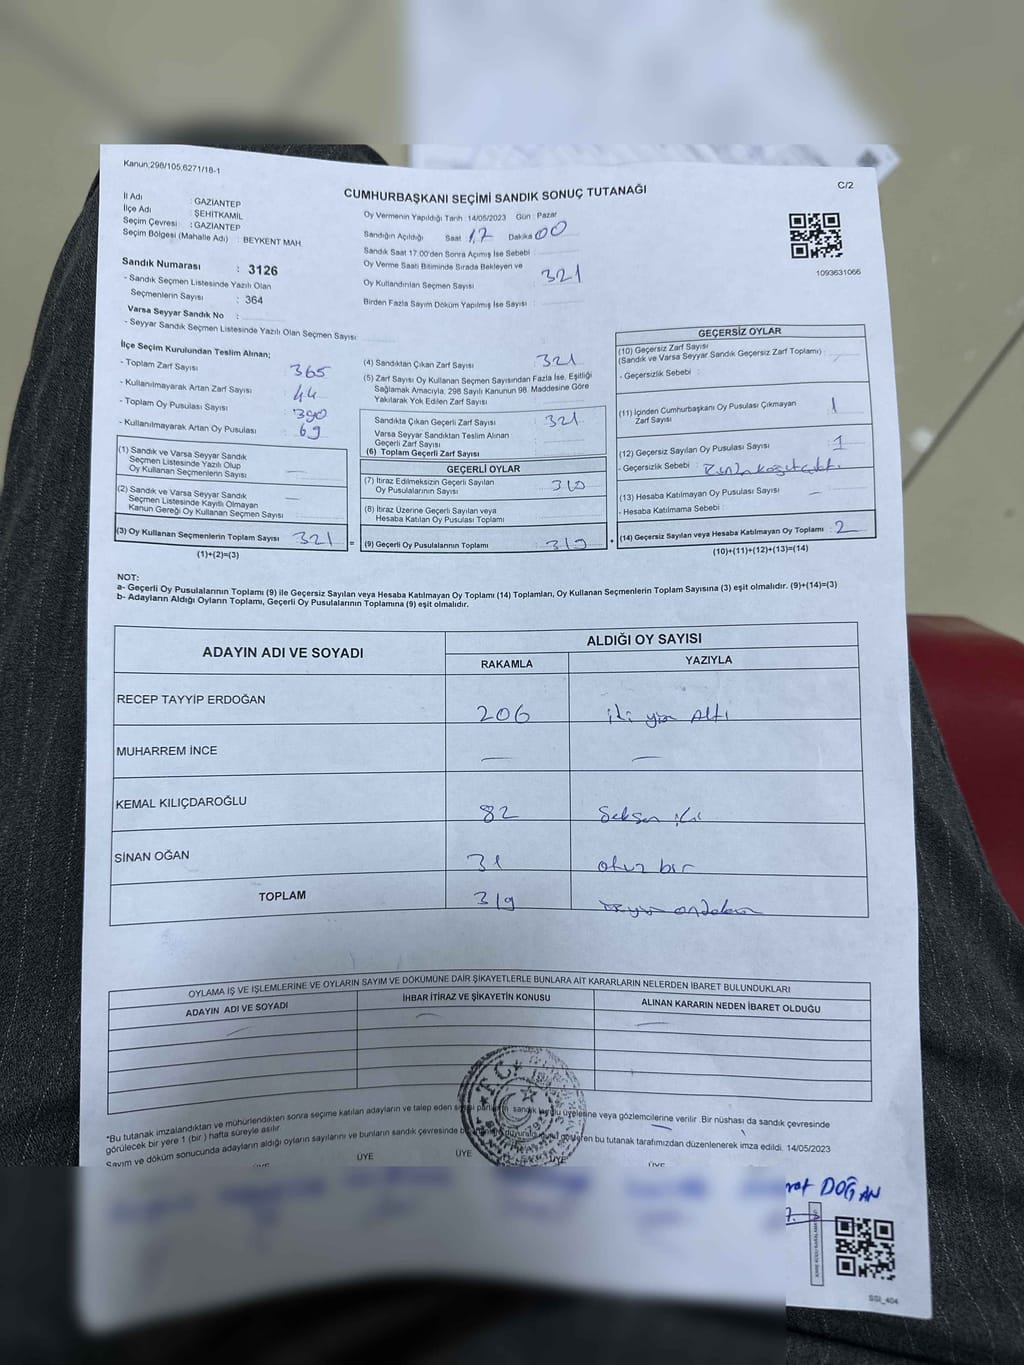 Kanun,298/105,6271/18-1
C/2
CUMHURBAŞKANI SEÇİMİ SANDIK SONUÇ TUTANAĞI
İl Adı : GAZİANTEP
İlçe Adı : ŞEHİTKAMİL
Seçim Çevresi : GAZİANTEP
Seçim Bölgesi (Mahalle Adı) : BEYKENT MAH.
Sandık Numarası : 3126
- Sandık Seçmen Listesinde Yazılı Olan
Seçmenlerin Sayısı : 364
Varsa Seyyar Sandık No :
- Seyyar Sandık Seçmen Listesinde Yazılı Olan Seçmen Sayısı :
Oy Vermenin Yapıldığı Tarih :14/05/2023 Gün : Pazar
Sandığın Açıldığı Saat : 17 Dakika : 00
Sandık Saat 17:00'den Sonra Açımış İse Sebebi :
Oy Verme Saati Bitiminde Sırada Bekleyen ve
Oy Kullandırılan Seçmen Sayısı : 321
Birden Fazla Sayım Döküm Yapılmış İse Sayısı :
1093631066
İlçe Seçim Kurulundan Teslim Alınan;
- Toplam Zarf Sayısı : 365
- Kullanılmayarak Artan Zarf Sayısı : 44
- Toplam Oy Pusulası Sayısı : 390
- Kullanılmayarak Artan Oy Pusulası : 69
(1) Sandık ve Varsa Seyyar Sandık
Seçmen Listesinde Yazılı Olup
Oy Kullanan Seçmenlerin Sayısı : —
(2) Sandık ve Varsa Seyyar Sandık
Seçmen Listesinde Kayıtlı Olmayan
Kanun Gereği Oy Kullanan Seçmen Sayısı : —
(3) Oy Kullanan Seçmenlerin Toplam Sayısı : 321
(1)+(2)=(3)
(4) Sandıktan Çıkan Zarf Sayısı : 321
(5) Zarf Sayısı Oy Kullanan Seçmen Sayısından Fazla İse, Eşitliği
Sağlamak Amacıyla, 298 Sayılı Kanunun 98. Maddesine Göre
Yakılarak Yok Edilen Zarf Sayısı :
Sandıkta Çıkan Geçerli Zarf Sayısı : 321
Varsa Seyyar Sandıktan Teslim Alınan
Geçerli Zarf Sayısı :
(6) Toplam Geçerli Zarf Sayısı :
GEÇERLİ OYLAR
(7) İtiraz Edilmeksizin Geçerli Sayılan
Oy Pusulalarının Sayısı :
(8) İtiraz Üzerine Geçerli Sayılan veya
Hesaba Katılan Oy Pusulası Toplamı :
(9) Geçerli Oy Pusulalarının Toplamı : 319
GEÇERSİZ OYLAR
(10) Geçersiz Zarf Sayısı
(Sandık ve Varsa Seyyar Sandık Geçersiz Zarf Toplamı) :
- Geçersizlik Sebebi :
(11) İçinden Cumhurbaşkanı Oy Pusulası Çıkmayan
Zarf Sayısı : 1
(12) Geçersiz Sayılan Oy Pusulası Sayısı : 1
- Geçersizlik Sebebi :
(13) Hesaba Katılmayan Oy Pusulası Sayısı : —
- Hesaba Katılmama Sebebi :
(14) Geçersiz Sayılan veya Hesaba Katılmayan Oy Toplamı : 2
(10)+(11)+(12)+(13)=(14)
NOT:
a- Geçerli Oy Pusulalarının Toplamı (9) ile Geçersiz Sayılan veya Hesaba Katılmayan Oy Toplamı (14) Toplamları, Oy Kullanan Seçmenlerin Toplam Sayısına (3) eşit olmalıdır. (9)+(14)=(3)
b- Adayların Aldığı Oyların Toplamı, Geçerli Oy Pusulalarının Toplamına (9) eşit olmalıdır.
ADAYIN ADI VE SOYADI
ALDIĞI OY SAYISI
RAKAMLA YAZIYLA
RECEP TAYYİP ERDOĞAN 206 iki yüz Altı
MUHARREM İNCE — —
KEMAL KILIÇDAROĞLU 82 Seksen iki
SİNAN OĞAN 31 otuz bir
TOPLAM 319
OYLAMA İŞ VE İŞLEMLERİNE VE OYLARIN SAYIM VE DÖKÜMÜNE DAİR ŞİKAYETLERLE BUNLARA AİT KARARLARIN NELERDEN İBARET BULUNDUKLARI
ADAYIN ADI VE SOYADI İHBAR İTİRAZ VE ŞİKAYETİN KONUSU ALINAN KARARIN NEDEN İBARET OLDUĞU
T.C.
*Bu tutanak imzalandıktan ve mühürlendikten sonra seçime katılan adayların ve talep eden sandık kurulu üyelesine veya gözlemcilerine verilir. Bir nüshası da sandık çevresinde
görülecek bir yere 1 (bir) hafta süreyle asılır.
Sayım ve döküm sonucunda adayların aldığı oyların sayılarını ve bunların sandık çevresinde gösteren bu tutanak tarafımızdan düzenlenerek imza edildi. 14/05/2023
ÜYE ÜYE ÜYE ÜYE ÜYE
DOĞAN
SSI_404